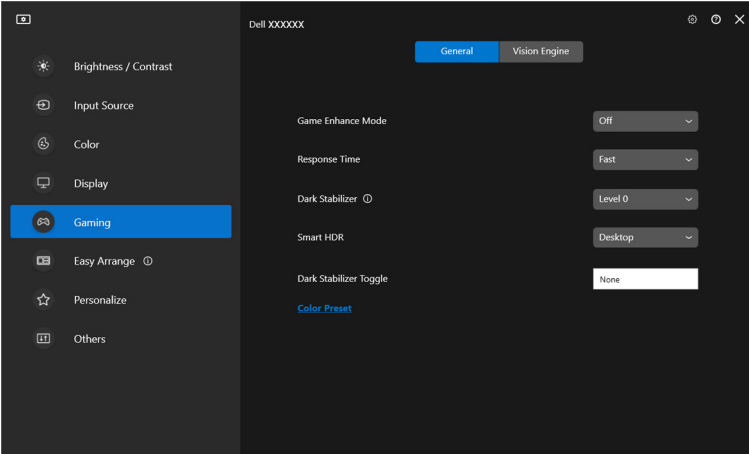 Dell XXXXXX
General
Vision Engine
Brightness / Contrast
Input Source
Color
Display
Gaming
Easy Arrange
Personalize
Others
Game Enhance Mode
Off
Response Time
Fast
Dark Stabilizer
Level 0
Smart HDR
Desktop
Dark Stabilizer Toggle
None
Color Preset